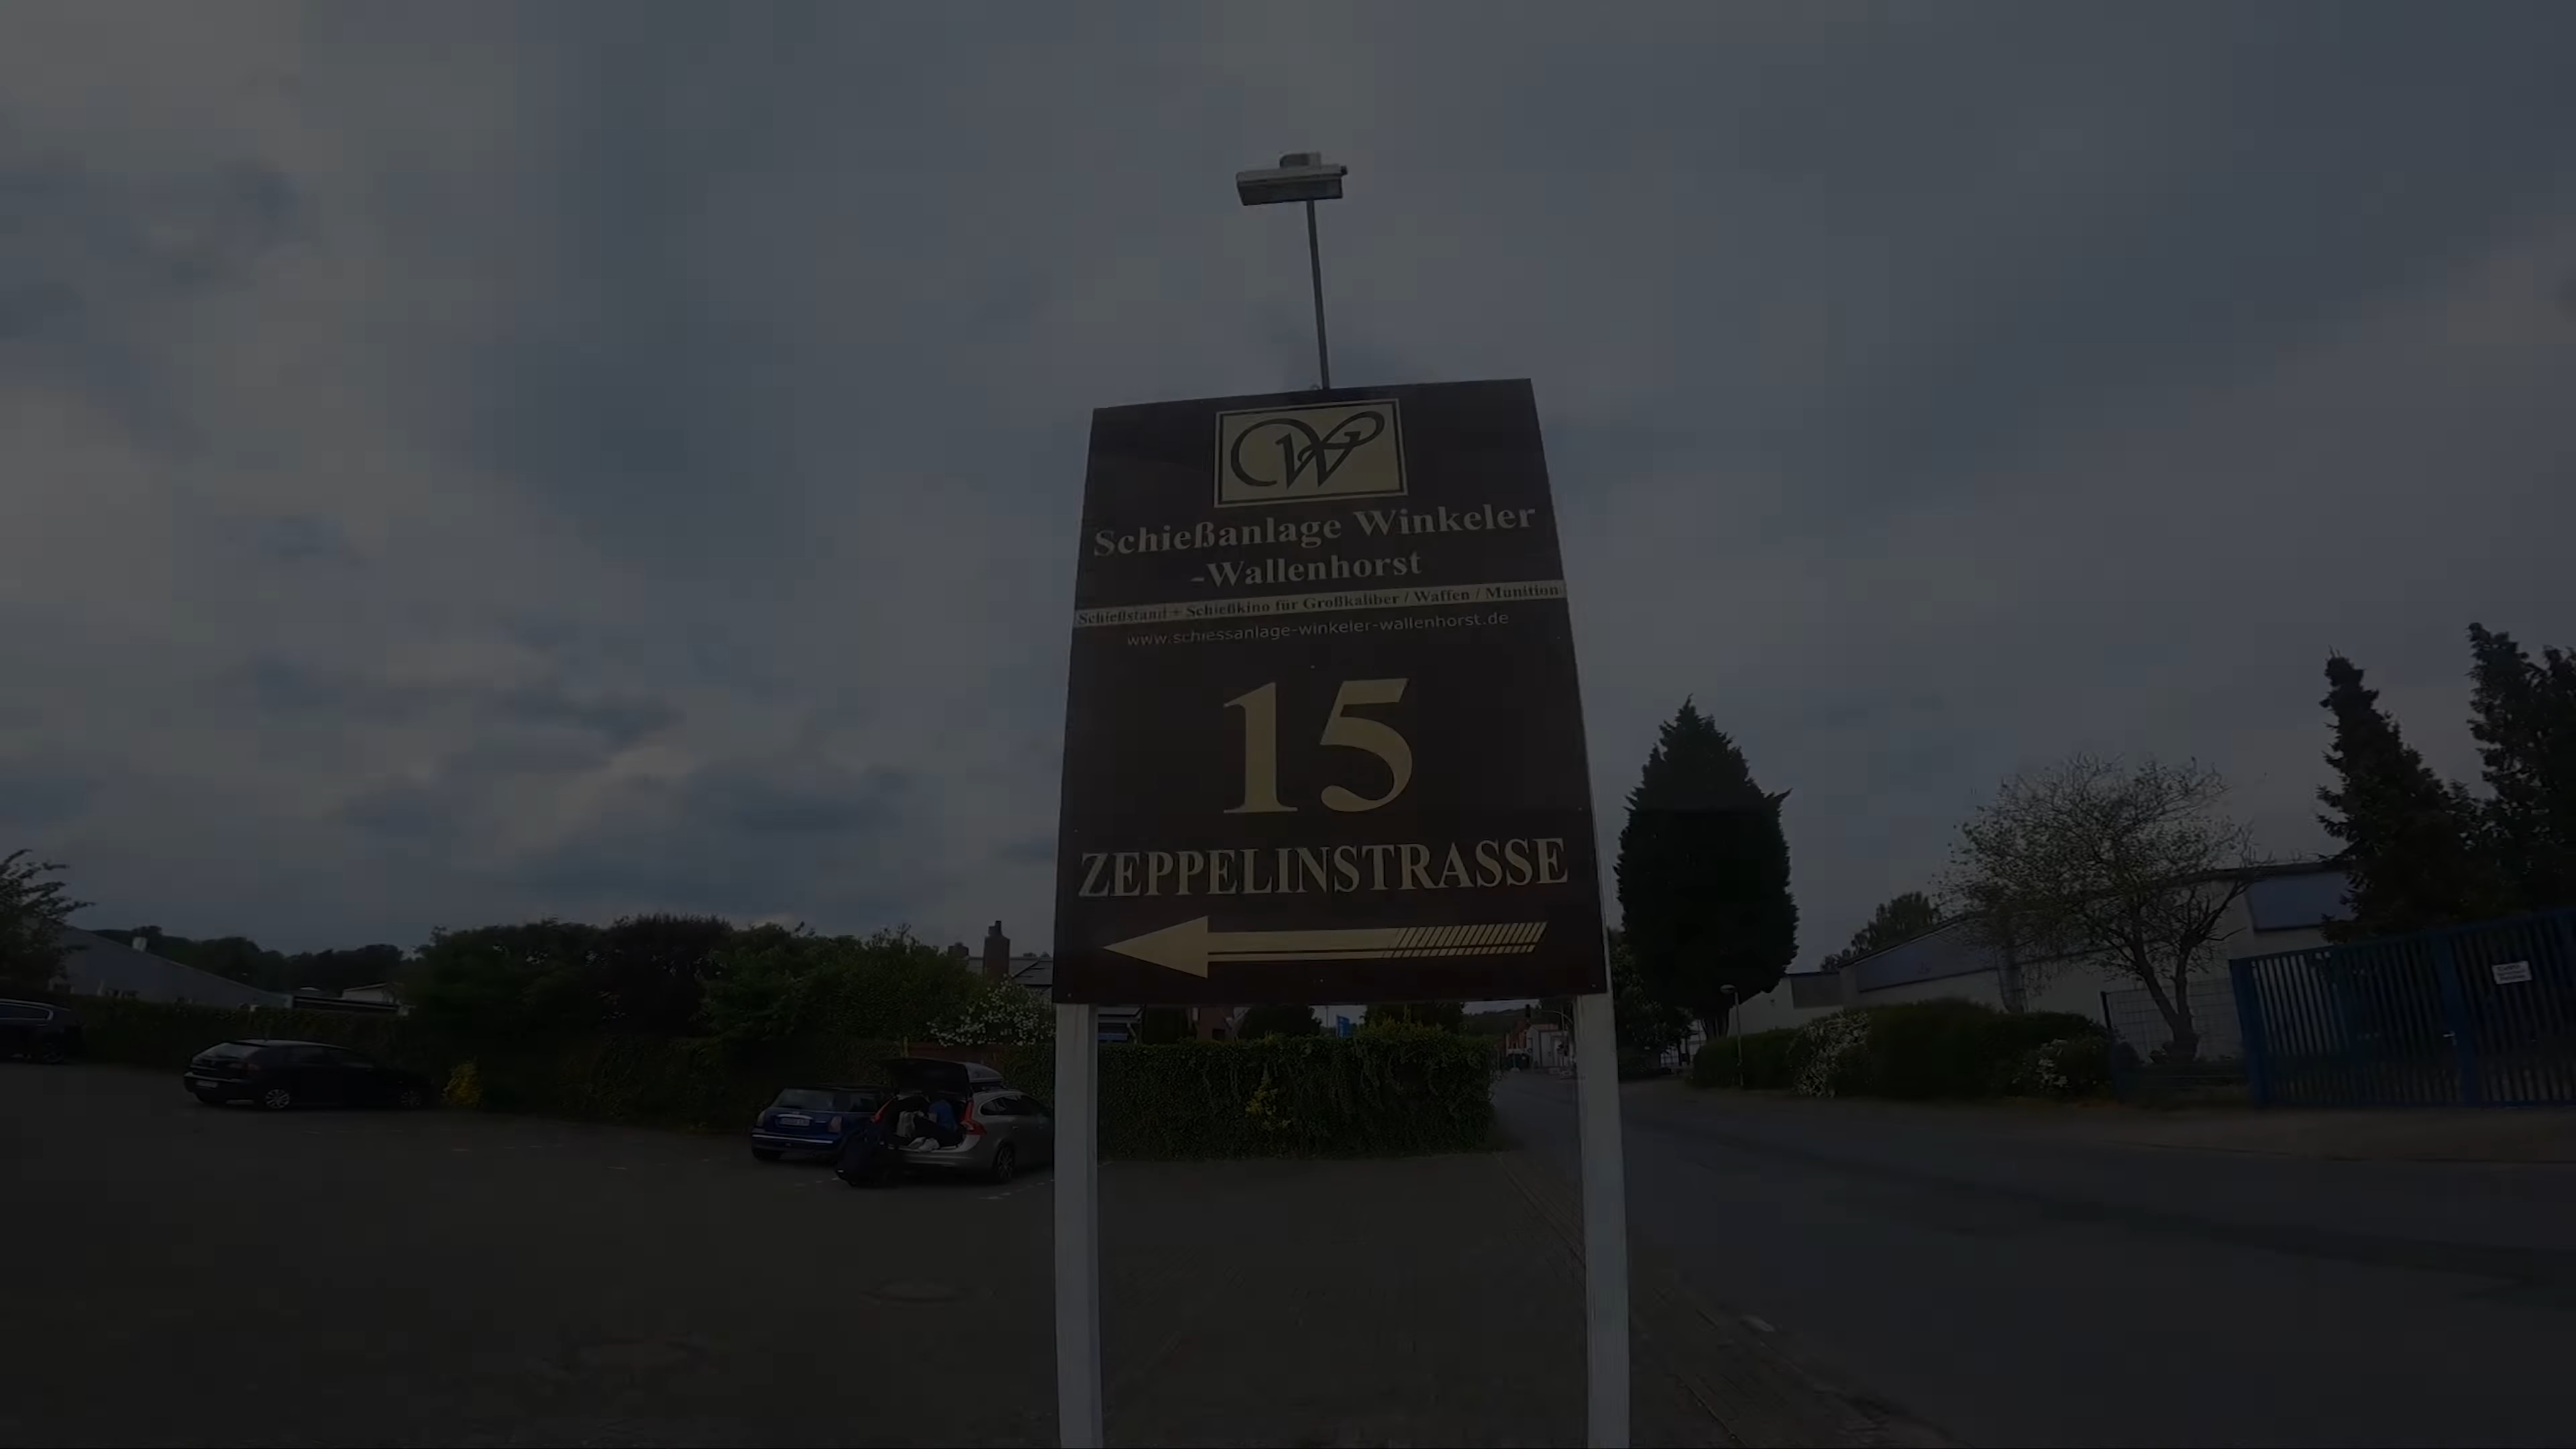 W
Schießanlage Winkeler
-Wallenhorst
Schießstand + Schießkino für Großkaliber / Waffen / Munition
www.schiessanlage-winkeler-wallenhorst.de
15
ZEPPELINSTRASSE